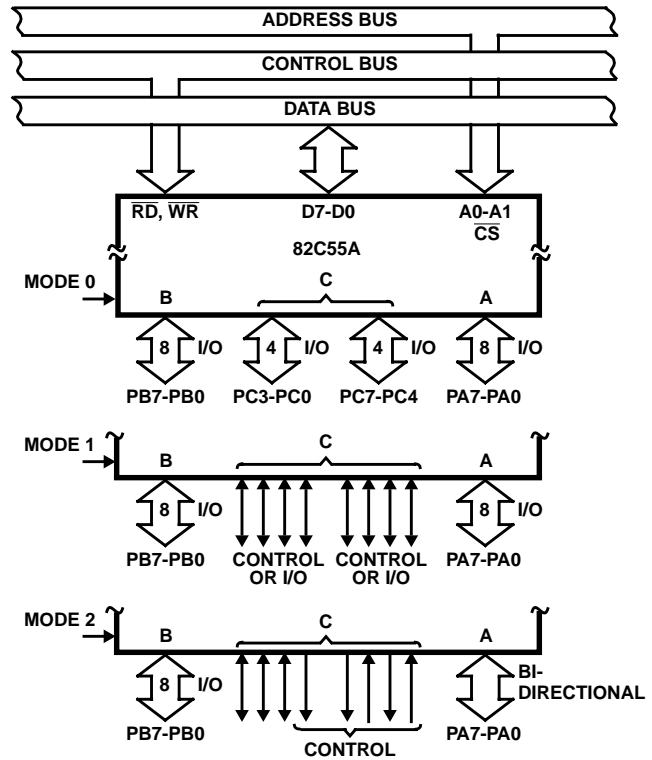 ADDRESS BUS
CONTROL BUS
DATA BUS
RD, WR
D7-D0
A0-A1
CS
82C55A
MODE 0
B
C
A
8
I/O
4
I/O
4
I/O
8
I/O
PB7-PB0
PC3-PC0
PC7-PC4
PA7-PA0
MODE 1
B
C
A
8
I/O
8
I/O
PB7-PB0
CONTROL
OR I/O
CONTROL
OR I/O
PA7-PA0
MODE 2
B
C
A
8
I/O
BI-
DIRECTIONAL
PB7-PB0
CONTROL
PA7-PA0